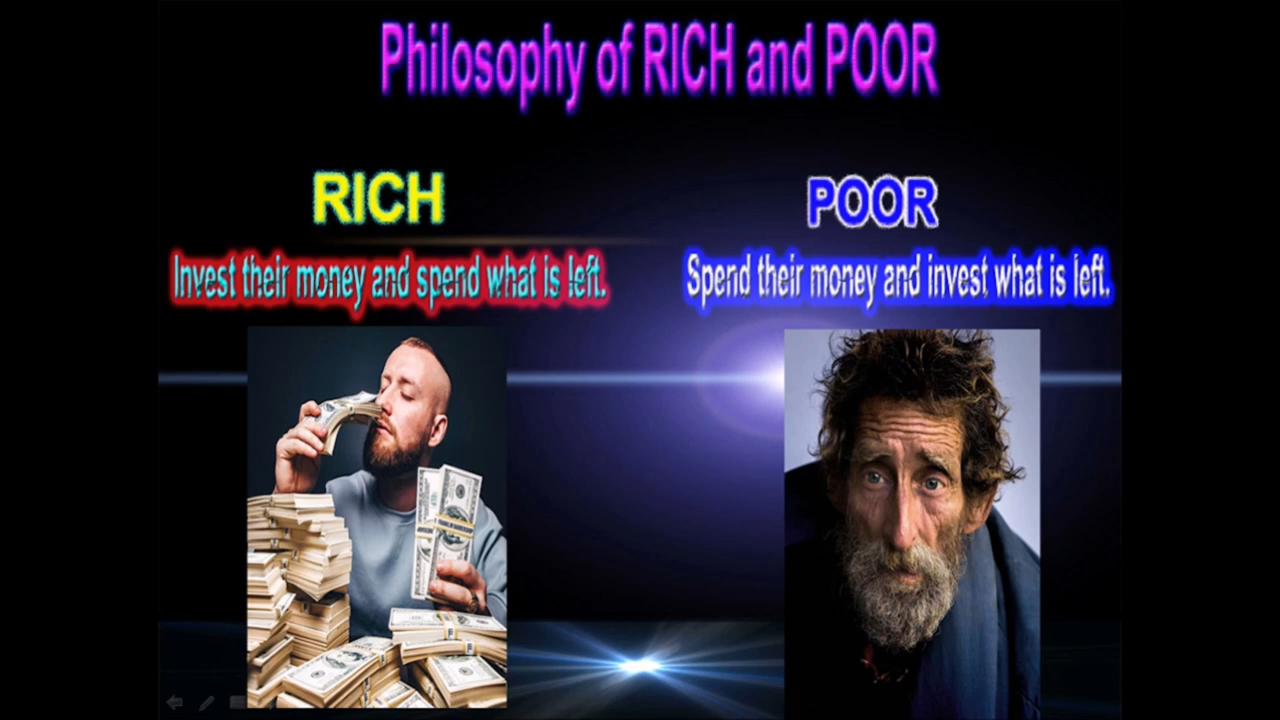 Philosophy of RICH and POOR
RICH
POOR
Invest their money and spend what is left.
Spend their money and invest what is left.